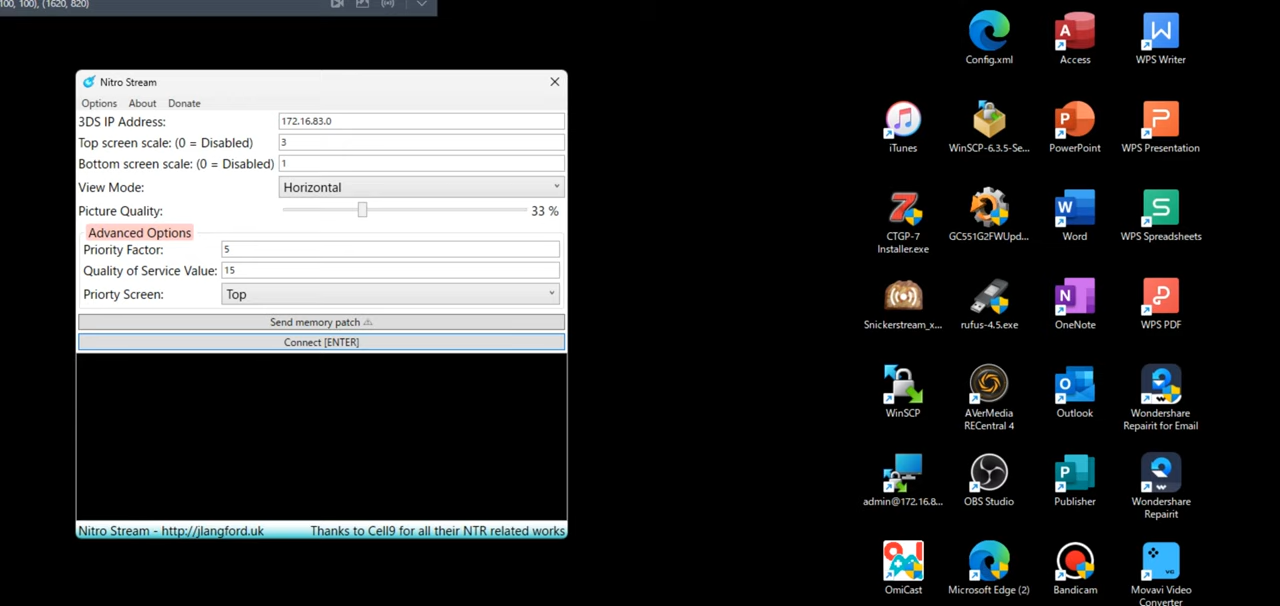 100, 100), (1620, 820)
Nitro Stream
Options About Donate
3DS IP Address: 172.16.83.0
Top screen scale: (0 = Disabled) 3
Bottom screen scale: (0 = Disabled) 1
View Mode: Horizontal
Picture Quality: 33 %
Advanced Options
Priority Factor: 5
Quality of Service Value: 15
Priorty Screen: Top
Send memory patch ⚠
Connect [ENTER]
Nitro Stream - http://jlangford.uk Thanks to Cell9 for all their NTR related works
Config.xml
Access
WPS Writer
iTunes
WinSCP-6.3.5-Se...
PowerPoint
WPS Presentation
CTGP-7
Installer.exe
GC551G2FWUpd...
Word
WPS Spreadsheets
Snickerstream_x...
rufus-4.5.exe
OneNote
WPS PDF
WinSCP
AVerMedia
RECentral 4
Outlook
Wondershare
Repairit for Email
admin@172.16.8...
OBS Studio
Publisher
Wondershare
Repairit
OmiCast
Microsoft Edge (2)
Bandicam
Movavi Video
Converter